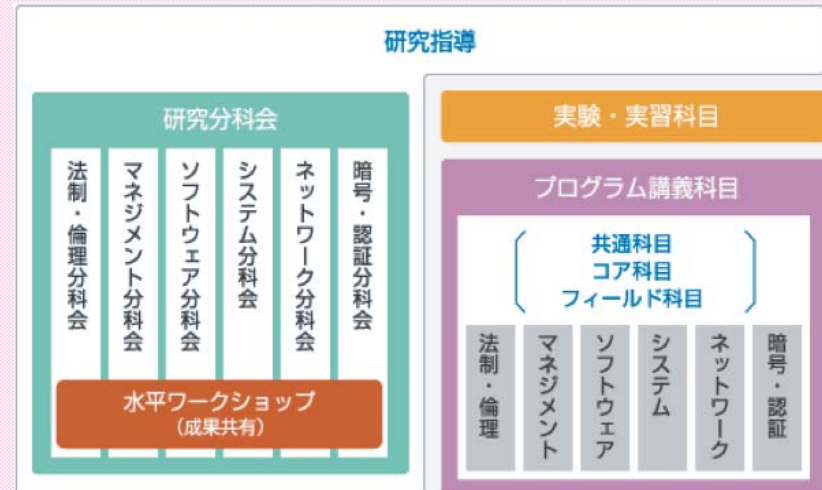 研究指導
研究分科会
法制・倫理分科会
マネジメント分科会
ソフトウェア分科会
システム分科会
ネットワーク分科会
暗号・認証分科会
水平ワークショップ
(成果共有)
実験・実習科目
プログラム講義科目
共通科目
コア科目
フィールド科目
法制・倫理
マネジメント
ソフトウェア
システム
ネットワーク
暗号・認証